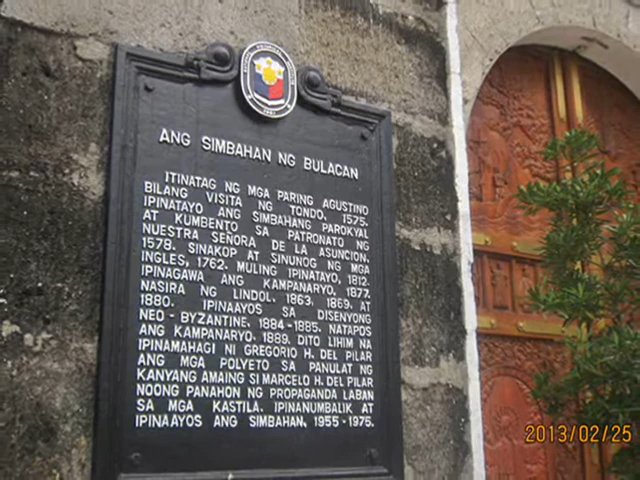 ANG SIMBAHAN NG BULACAN
ITINATAG NG MGA PARING AGUSTINO
BILANG VISITA NG TONDO, 1575.
IPINATAYO ANG SIMBAHANG PAROKYAL
AT KUMBENTO SA PATRONATO NG
NUESTRA SEÑORA DE LA ASUNCION,
1578. SINAKOP AT SINUNOG NG MGA
INGLES, 1762. MULING IPINATAYO, 1812.
IPINAGAWA ANG KAMPANARYO, 1877.
NASIRA NG LINDOL, 1863, 1869, AT
1880. IPINAAYOS SA DISENYONG
NEO-BYZANTINE, 1884-1885. NATAPOS
ANG KAMPANARYO, 1889. DITO LIHIM NA
IPINAMAHAGI NI GREGORIO H. DEL PILAR
ANG MGA POLYETO SA PANULAT NG
KANYANG AMAING SI MARCELO H. DEL PILAR
NOONG PANAHON NG PROPAGANDA LABAN
SA MGA KASTILA. IPINANUMBALIK AT
IPINAAYOS ANG SIMBAHAN, 1955-1975.
2013/02/25